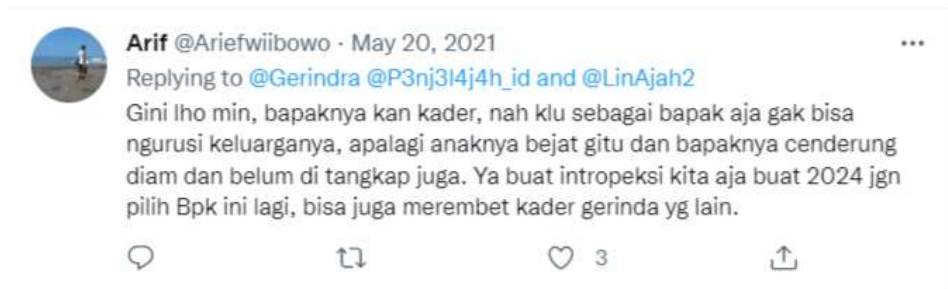 Arif @Ariefwiibowo · May 20, 2021
Replying to @Gerindra @P3nj3l4j4h_id and @LinAjah2
Gini lho min, bapaknya kan kader, nah klu sebagai bapak aja gak bisa
ngurusi keluarganya, apalagi anaknya bejat gitu dan bapaknya cenderung
diam dan belum di tangkap juga. Ya buat intropeksi kita aja buat 2024 jgn
pilih Bpk ini lagi, bisa juga merembet kader gerinda yg lain.
3